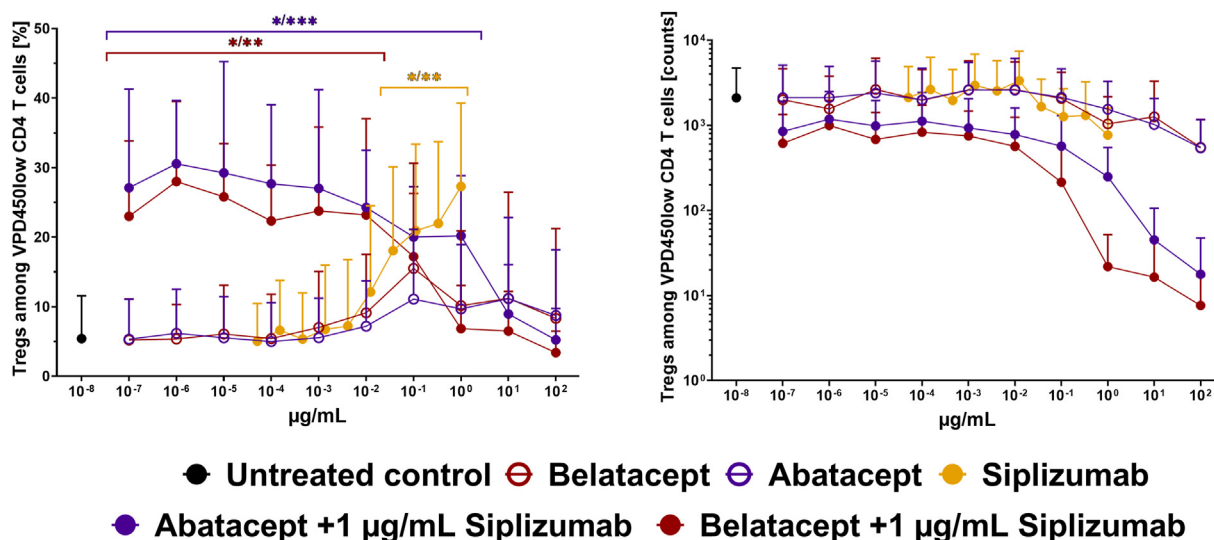 Tregs among VPD450low CD4 T cells [%]
50
40
30
20
10
0
*/***
*/**
*/**
10⁻⁸ 10⁻⁷ 10⁻⁶ 10⁻⁵ 10⁻⁴ 10⁻³ 10⁻² 10⁻¹ 10⁰ 10¹ 10²
µg/mL
Tregs among VPD450low CD4 T cells [counts]
10⁴
10³
10²
10¹
10⁰
10⁻⁸ 10⁻⁷ 10⁻⁶ 10⁻⁵ 10⁻⁴ 10⁻³ 10⁻² 10⁻¹ 10⁰ 10¹ 10²
µg/mL
Untreated control Belatacept Abatacept Siplizumab
Abatacept +1 µg/mL Siplizumab Belatacept +1 µg/mL Siplizumab